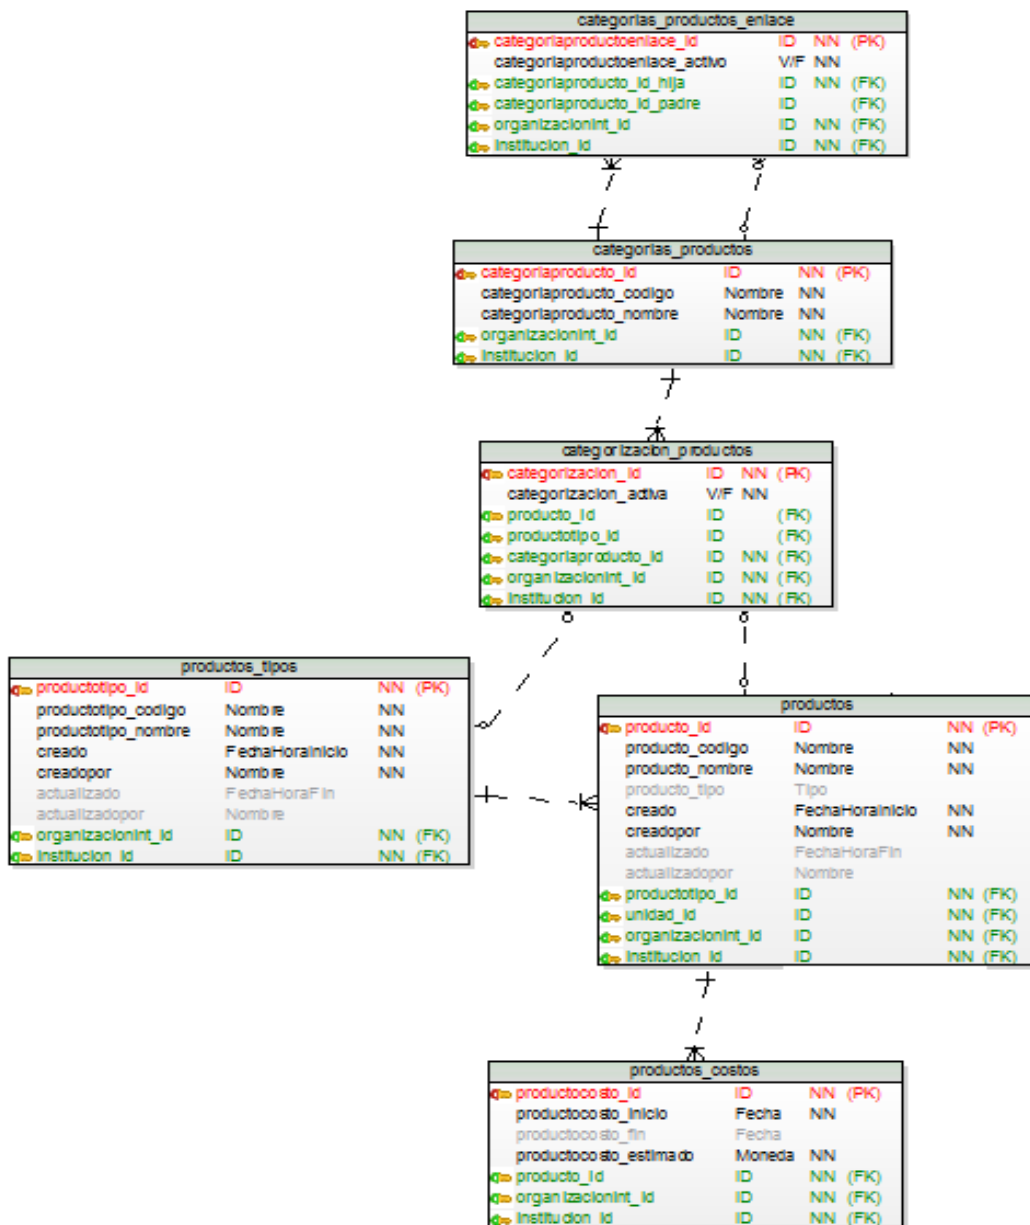 categorias_productos_enlace
categoriaproductoenlace_id ID NN (PK)
categoriaproductoenlace_activo V/F NN
categoriaproducto_id_hija ID NN (FK)
categoriaproducto_id_padre ID (FK)
organizacionint_id ID NN (FK)
institucion_id ID NN (FK)
categorias_productos
categoriaproducto_id ID NN (PK)
categoriaproducto_codigo Nombre NN
categoriaproducto_nombre Nombre NN
organizacionint_id ID NN (FK)
institucion_id ID NN (FK)
categorizacion_productos
categorizacion_id ID NN (PK)
categorizacion_activa V/F NN
producto_id ID (FK)
productotipo_id ID (FK)
categoriaproducto_id ID NN (FK)
organizacionint_id ID NN (FK)
institucion_id ID NN (FK)
productos_tipos
productotipo_id ID NN (PK)
productotipo_codigo Nombre NN
productotipo_nombre Nombre NN
creado FechaHoraInicio NN
creadopor Nombre NN
actualizado FechaHoraFin
actualizadopor Nombre
organizacionint_id ID NN (FK)
institucion_id ID NN (FK)
productos
producto_id ID NN (PK)
producto_codigo Nombre NN
producto_nombre Nombre NN
producto_tipo Tipo
creado FechaHoraInicio NN
creadopor Nombre NN
actualizado FechaHoraFin
actualizadopor Nombre
productotipo_id ID NN (FK)
unidad_id ID NN (FK)
organizacionint_id ID NN (FK)
institucion_id ID NN (FK)
productos_costos
productocosto_id ID NN (PK)
productocosto_inicio Fecha NN
productocosto_fin Fecha
productocosto_estimado Moneda NN
producto_id ID NN (FK)
organizacionint_id ID NN (FK)
institucion_id ID NN (FK)